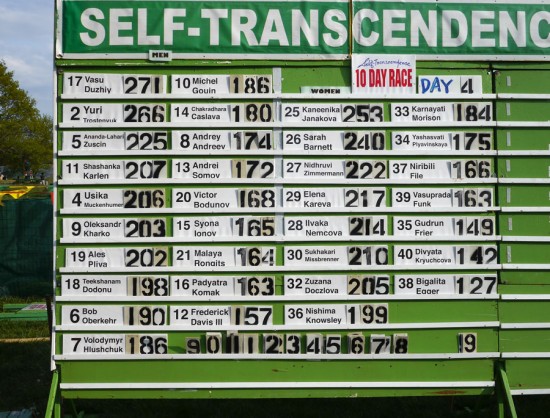 SELF-TRANSCENDENC
MEN
Self-Transcendence
10 DAY RACE
DAY 4
WOMEN
17 Vasu Duzhiy 271
10 Michel Gouin 186
2 Yuri Trostenyuk 266
14 Chakradhara Caslava 180
25 Kaneenika Janakova 253
33 Karnayati Morison 184
5 Ananda-Lahari Zuscin 225
8 Andrey Andreev 174
26 Sarah Barnett 240
34 Yashasvati Plyavinskaya 175
11 Shashanka Karlen 207
13 Andrei Somov 172
27 Nidhruvi Zimmermann 222
37 Niribili File 166
4 Usika Muckenhumer 206
20 Victor Bodunov 168
29 Elena Kareva 217
39 Vasuprada Funk 163
9 Oleksandr Kharko 203
15 Syona Ionov 165
28 Ilvaka Nemcova 214
35 Gudrun Frier 149
19 Ales Pliva 202
21 Malaya Rongits 164
30 Sukhakari Missbrenner 210
40 Divyata Kryuchcova 142
18 Teekshanam Dodonu 198
16 Padyatra Komak 163
32 Zuzana Doczlova 205
38 Bigalita Egger 127
6 Bob Oberkehr 190
12 Frederick Davis III 157
36 Nishima Knowsley 199
7 Volodymyr Hlushchuk 186
9 0 1 1 2 3 4 5 5 6 7 8 9